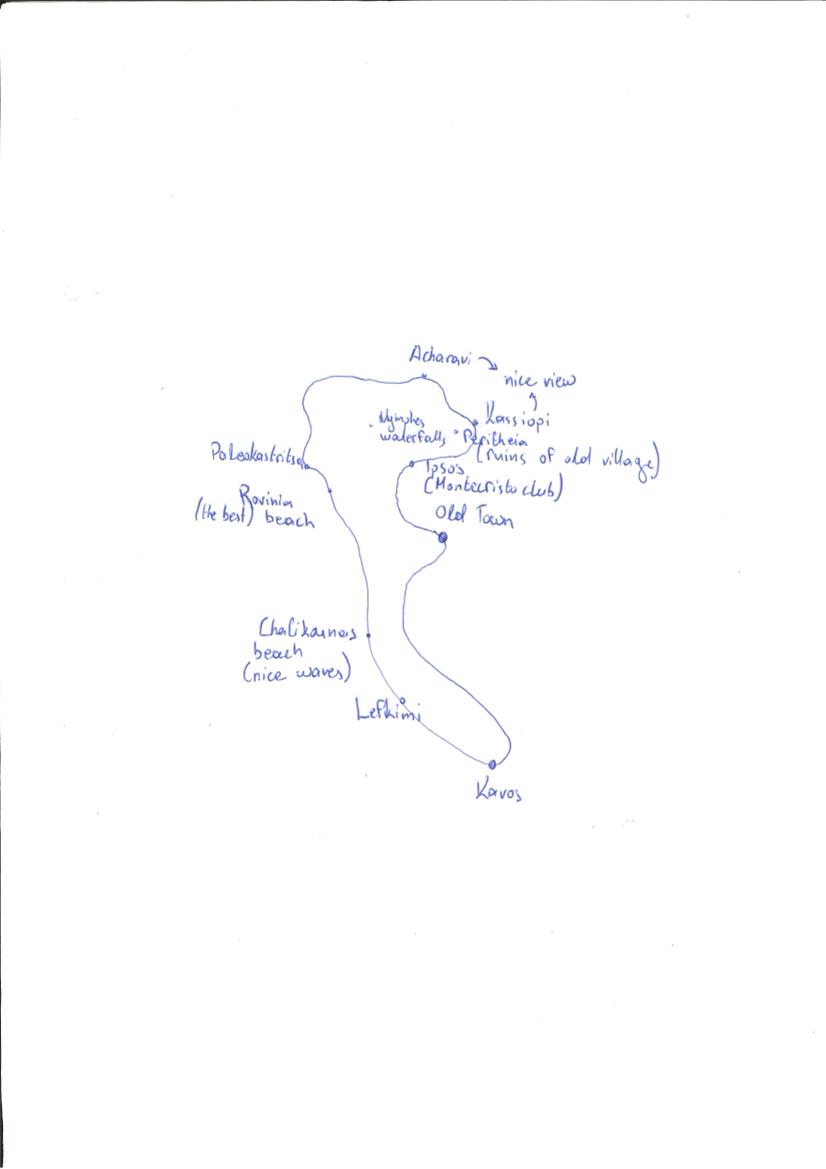 Acharavi
nice view
Kassiopi
Nymphes
waterfalls
Peritheia
(ruins of old village)
Paleokastritsa
Ipsos
(Montecristo club)
Rovinia
(the best) beach
Old Town
Chalikounas
beach
(nice waves)
Lefkimi
Kavos